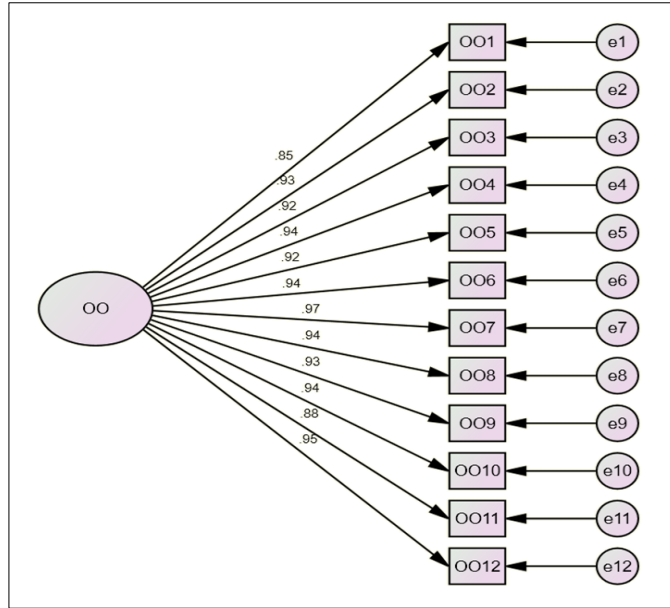 OO1
e1
OO2
e2
OO3
e3
OO4
e4
OO5
e5
OO6
e6
OO7
e7
OO8
e8
OO9
e9
OO10
e10
OO11
e11
OO12
e12
OO
.85
.93
.92
.94
.92
.94
.97
.94
.93
.94
.88
.95